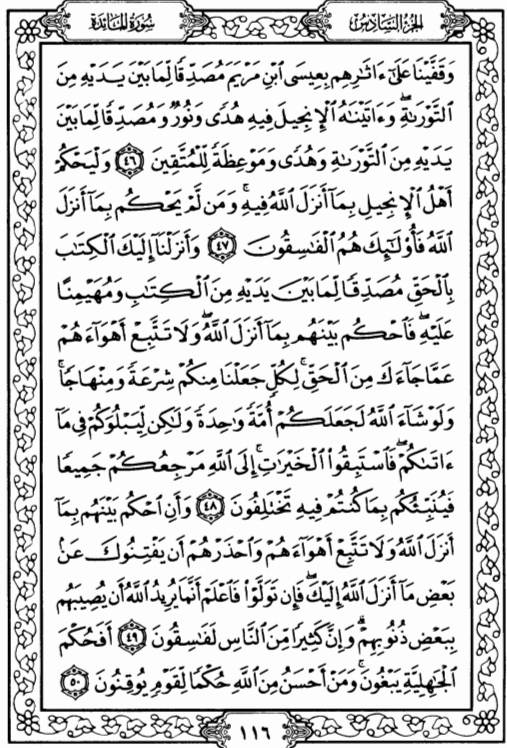 الجزء السادس
سورة المائدة
وَقَفَّيْنَا عَلَىٰٓ ءَاثَٰرِهِم بِعِيسَى ٱبْنِ مَرْيَمَ مُصَدِّقًا لِّمَا بَيْنَ يَدَيْهِ مِنَ
ٱلتَّوْرَىٰةِ ۖ وَءَاتَيْنَٰهُ ٱلْإِنجِيلَ فِيهِ هُدًى وَنُورٌ وَمُصَدِّقًا لِّمَا بَيْنَ
يَدَيْهِ مِنَ ٱلتَّوْرَىٰةِ وَهُدًى وَمَوْعِظَةً لِّلْمُتَّقِينَ ٤٦ وَلْيَحْكُمْ
أَهْلُ ٱلْإِنجِيلِ بِمَآ أَنزَلَ ٱللَّهُ فِيهِ ۚ وَمَن لَّمْ يَحْكُم بِمَآ أَنزَلَ
ٱللَّهُ فَأُو۟لَٰٓئِكَ هُمُ ٱلْفَٰسِقُونَ ٤٧ وَأَنزَلْنَآ إِلَيْكَ ٱلْكِتَٰبَ
بِٱلْحَقِّ مُصَدِّقًا لِّمَا بَيْنَ يَدَيْهِ مِنَ ٱلْكِتَٰبِ وَمُهَيْمِنًا
عَلَيْهِ ۖ فَٱحْكُم بَيْنَهُم بِمَآ أَنزَلَ ٱللَّهُ ۖ وَلَا تَتَّبِعْ أَهْوَآءَهُمْ
عَمَّا جَآءَكَ مِنَ ٱلْحَقِّ ۚ لِكُلٍّ جَعَلْنَا مِنكُمْ شِرْعَةً وَمِنْهَاجًا ۚ
وَلَوْ شَآءَ ٱللَّهُ لَجَعَلَكُمْ أُمَّةً وَٰحِدَةً وَلَٰكِن لِّيَبْلُوَكُمْ فِى مَآ
ءَاتَىٰكُمْ ۖ فَٱسْتَبِقُوا۟ ٱلْخَيْرَٰتِ ۚ إِلَى ٱللَّهِ مَرْجِعُكُمْ جَمِيعًا
فَيُنَبِّئُكُم بِمَا كُنتُمْ فِيهِ تَخْتَلِفُونَ ٤٨ وَأَنِ ٱحْكُم بَيْنَهُم بِمَآ
أَنزَلَ ٱللَّهُ وَلَا تَتَّبِعْ أَهْوَآءَهُمْ وَٱحْذَرْهُمْ أَن يَفْتِنُوكَ عَنۢ
بَعْضِ مَآ أَنزَلَ ٱللَّهُ إِلَيْكَ ۖ فَإِن تَوَلَّوْا۟ فَٱعْلَمْ أَنَّمَا يُرِيدُ ٱللَّهُ أَن يُصِيبَهُم
بِبَعْضِ ذُنُوبِهِمْ ۗ وَإِنَّ كَثِيرًا مِّنَ ٱلنَّاسِ لَفَٰسِقُونَ ٤٩ أَفَحُكْمَ
ٱلْجَٰهِلِيَّةِ يَبْغُونَ ۚ وَمَنْ أَحْسَنُ مِنَ ٱللَّهِ حُكْمًا لِّقَوْمٍ يُوقِنُونَ ٥٠
١١٦